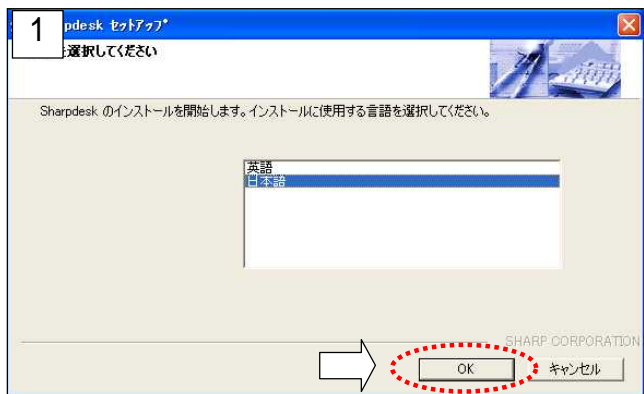 1
pdesk セットアップ
を選択してください
Sharpdesk のインストールを開始します。インストールに使用する言語を選択してください。
英語
日本語
SHARP CORPORATION
OK
キャンセル